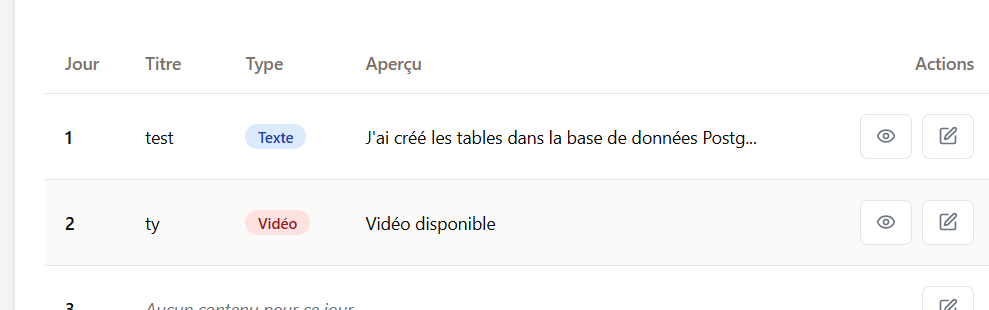 Jour Titre Type Aperçu Actions
1 test Texte J'ai créé les tables dans la base de données Postg...
2 ty Vidéo Vidéo disponible
3 Aucun contenu pour ce jour